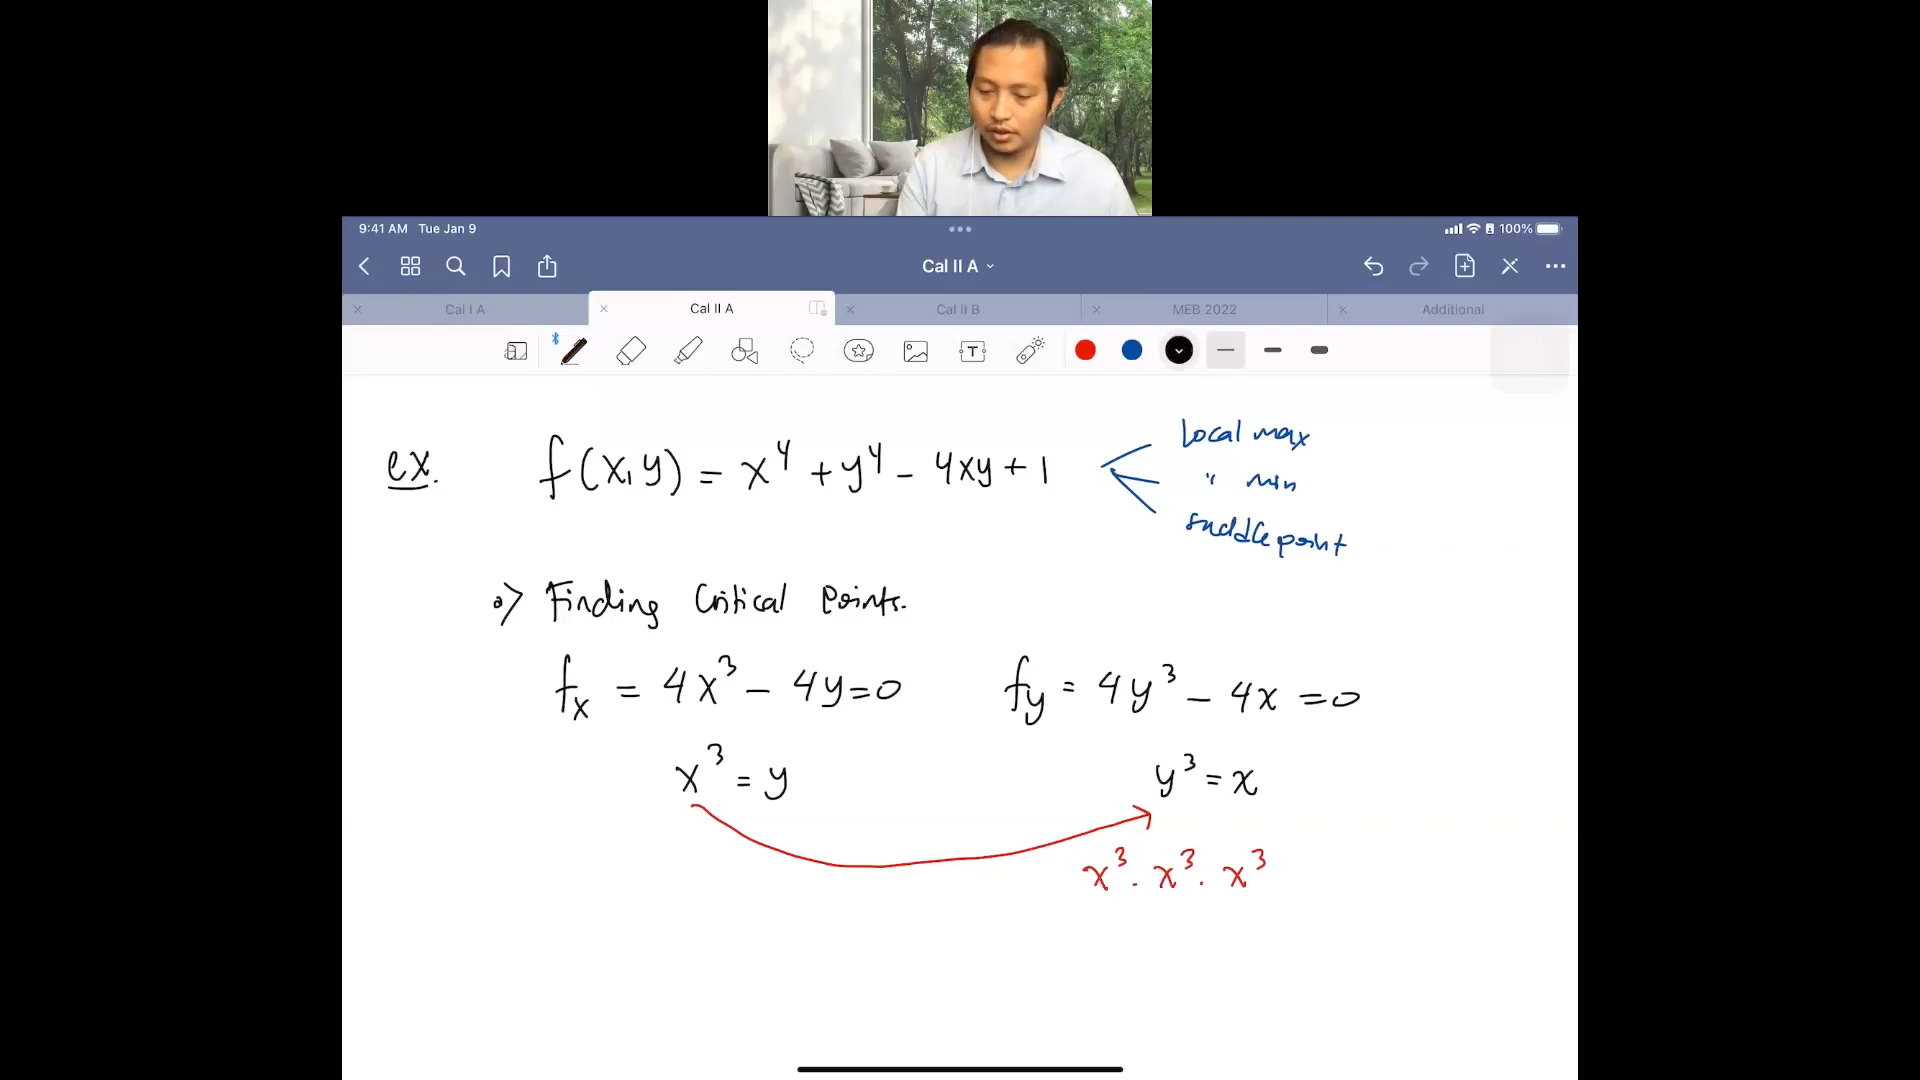 9:41 AM Tue Jan 9
100%
Cal II A
Cal I A
Cal II A
Cal II B
MEB 2022
Additional
T
ex. f(x,y) = x⁴ + y⁴ - 4xy + 1
Local max
" min
saddle point
•> Finding Critical Points.
fₓ = 4x³ - 4y = 0
f_y = 4y³ - 4x = 0
x³ = y
y³ = x
x³ . x³ . x³